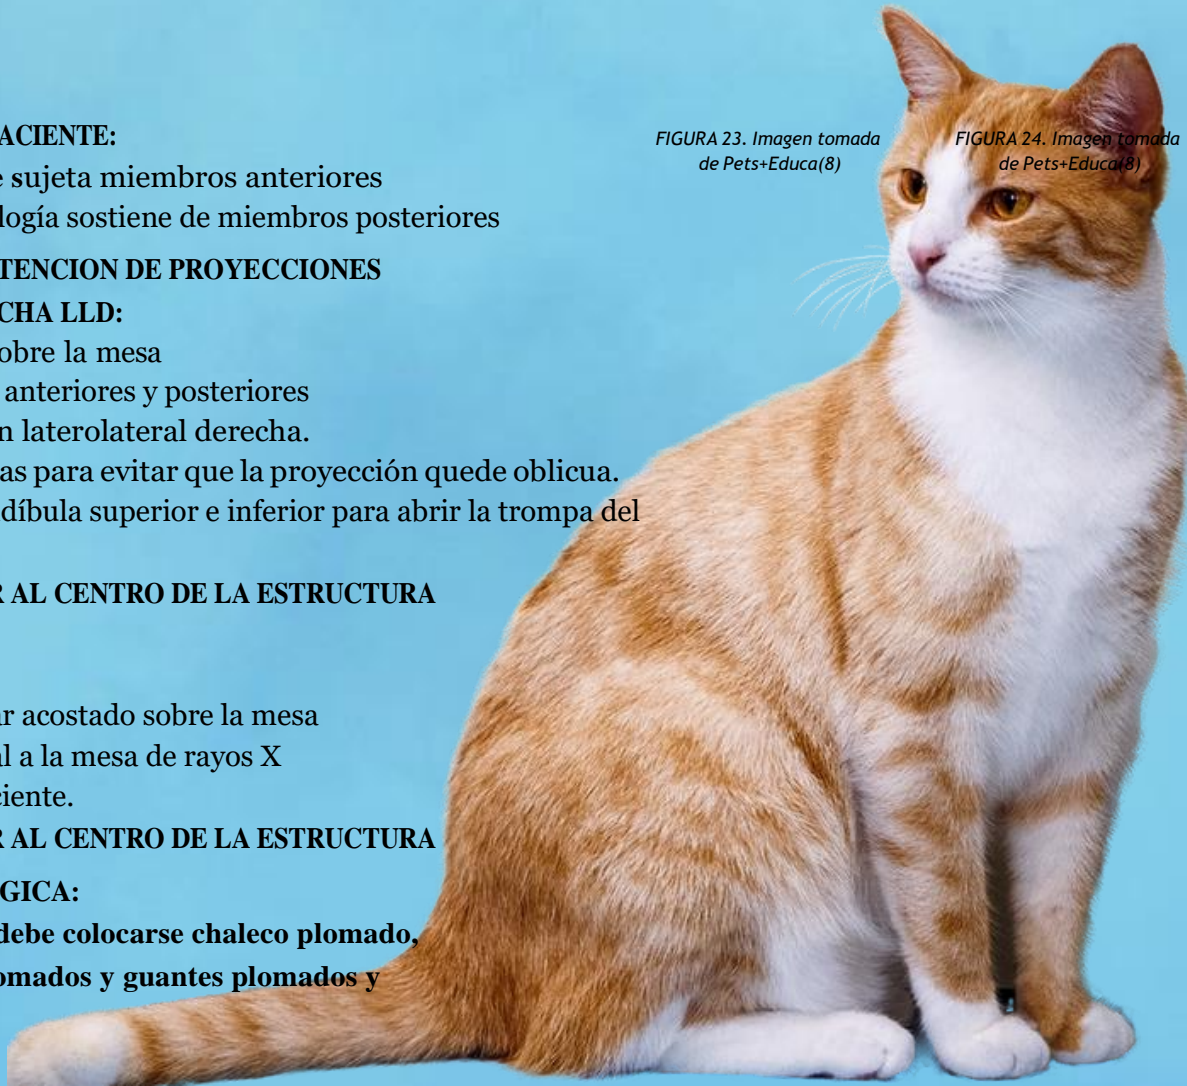 ACIENTE:
e sujeta miembros anteriores
logía sostiene de miembros posteriores
TENCION DE PROYECCIONES
CHA LLD:
obre la mesa
anteriores y posteriores
n laterolateral derecha.
as para evitar que la proyección quede oblicua.
díbula superior e inferior para abrir la trompa del
R AL CENTRO DE LA ESTRUCTURA
ar acostado sobre la mesa
al a la mesa de rayos X
ciente.
R AL CENTRO DE LA ESTRUCTURA
GICA:
debe colocarse chaleco plomado,
omados y guantes plomados y
FIGURA 23. Imagen tomada
de Pets+Educa(8)
FIGURA 24. Imagen tomada
de Pets+Educa(8)